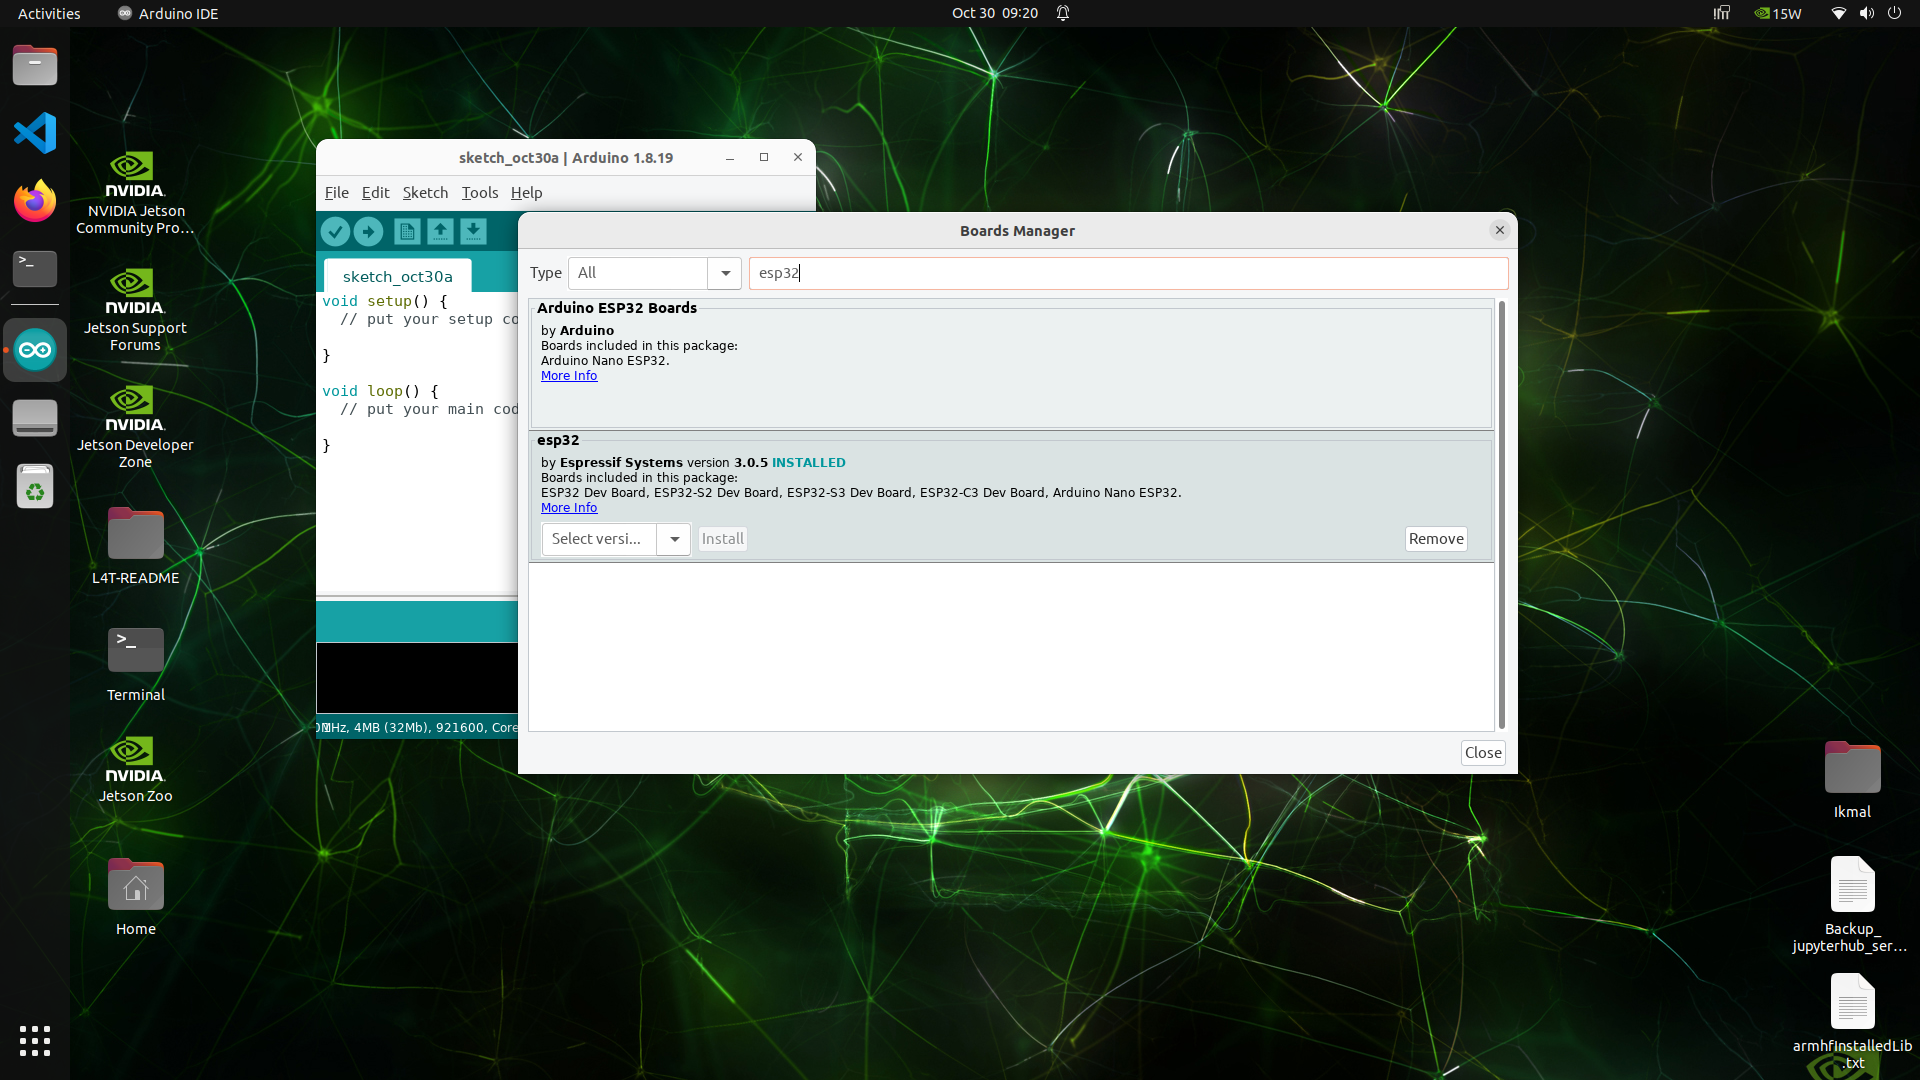 Activities
Arduino IDE
Oct 30 09:20
15W
NVIDIA.
NVIDIA Jetson
Community Pro...
NVIDIA.
Jetson Support
Forums
NVIDIA.
Jetson Developer
Zone
L4T-README
>_
Terminal
NVIDIA.
Jetson Zoo
Home
sketch_oct30a | Arduino 1.8.19
File Edit Sketch Tools Help
sketch_oct30a
void setup() {
// put your setup co
}
void loop() {
// put your main cod
}
MHz, 4MB (32Mb), 921600, Core
Boards Manager
Type All esp32
Arduino ESP32 Boards
by Arduino
Boards included in this package:
Arduino Nano ESP32.
More Info
esp32
by Espressif Systems version 3.0.5 INSTALLED
Boards included in this package:
ESP32 Dev Board, ESP32-S2 Dev Board, ESP32-S3 Dev Board, ESP32-C3 Dev Board, Arduino Nano ESP32.
More Info
Select versi... Install Remove
Close
Ikmal
Backup_
jupyterhub_ser...
armhfInstalledLib
.txt